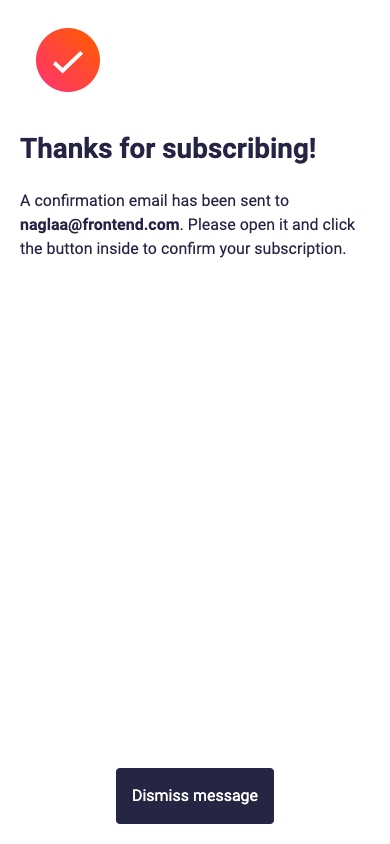 Thanks for subscribing!
A confirmation email has been sent to
naglaa@frontend.com. Please open it and click
the button inside to confirm your subscription.
Dismiss message